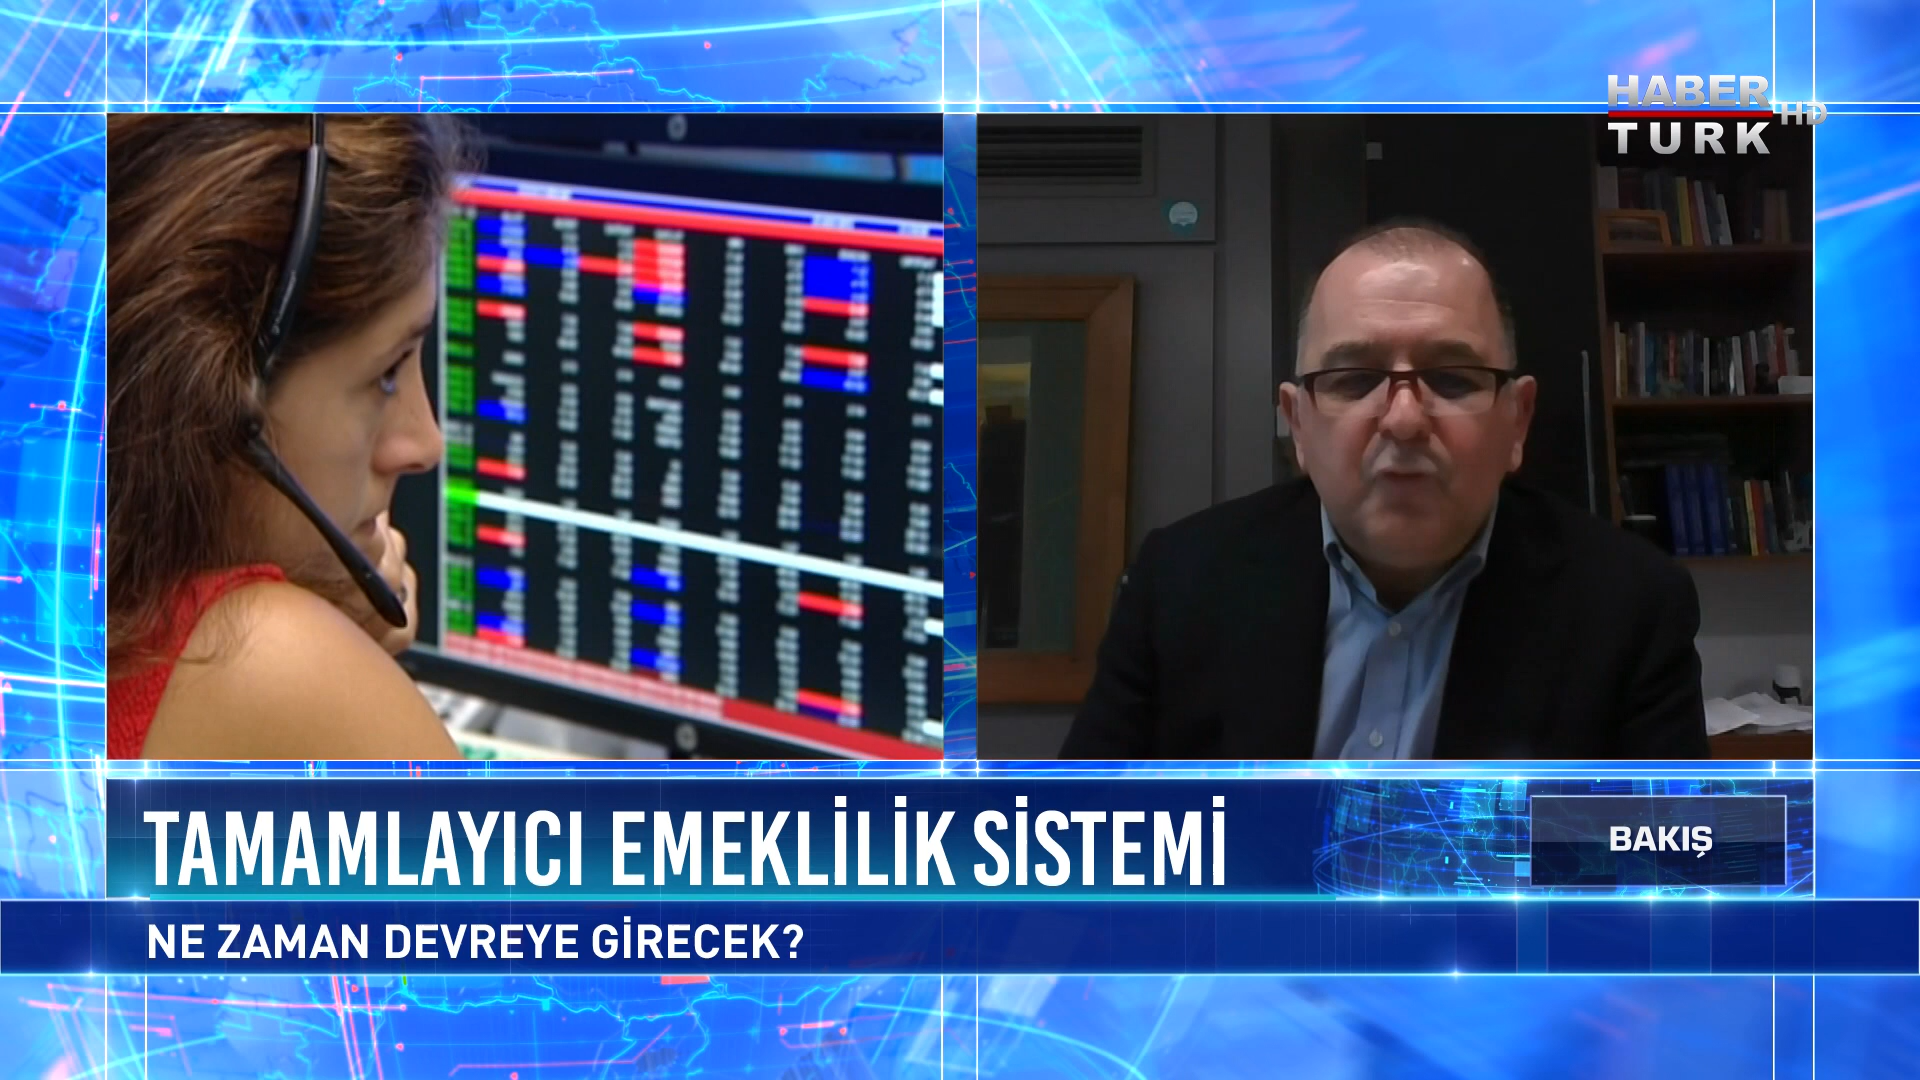 HABER
TURK HD
TAMAMLAYICI EMEKLİLİK SİSTEMİ
BAKIŞ
NE ZAMAN DEVREYE GİRECEK?